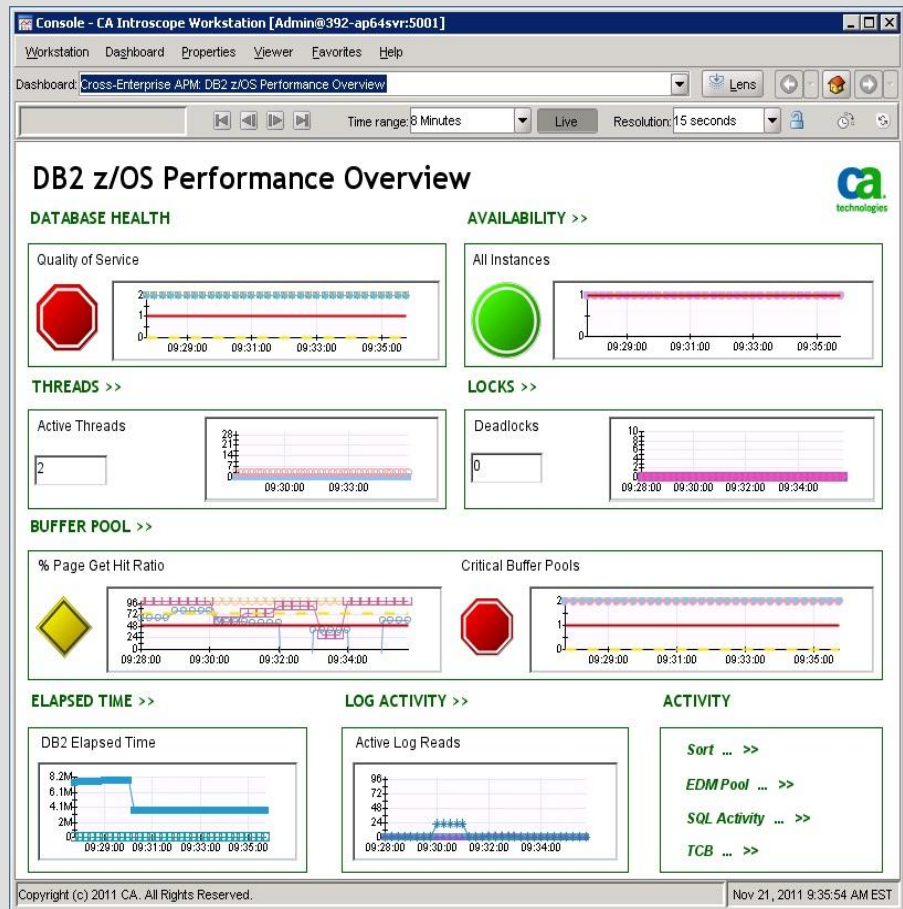 Console - CA Introscope Workstation [Admin@392-ap64svr:5001]
Workstation Dashboard Properties Viewer Favorites Help
Dashboard: Cross-Enterprise APM: DB2 z/OS Performance Overview Lens
Time range: 8 Minutes Live Resolution: 15 seconds
DB2 z/OS Performance Overview
ca technologies
DATABASE HEALTH
AVAILABILITY >>
Quality of Service
2
1
0
09:29:00 09:31:00 09:33:00 09:35:00
All Instances
1
0
09:29:00 09:31:00 09:33:00 09:35:00
THREADS >>
LOCKS >>
Active Threads
2
28
21
14
7
0
09:30:00 09:33:00
Deadlocks
0
10
8
6
4
2
0
09:28:00 09:30:00 09:32:00 09:34:00
BUFFER POOL >>
% Page Get Hit Ratio
96
72
48
24
0
09:28:00 09:30:00 09:32:00 09:34:00
Critical Buffer Pools
2
1
0
09:29:00 09:31:00 09:33:00 09:35:00
ELAPSED TIME >>
LOG ACTIVITY >>
ACTIVITY
DB2 Elapsed Time
8.2M
6.1M
4.1M
2M
0
09:29:00 09:31:00 09:33:00 09:35:00
Active Log Reads
96
72
48
24
0
09:28:00 09:30:00 09:32:00 09:34:00
Sort ... >>
EDM Pool ... >>
SQL Activity ... >>
TCB ... >>
Copyright (c) 2011 CA. All Rights Reserved.
Nov 21, 2011 9:35:54 AM EST